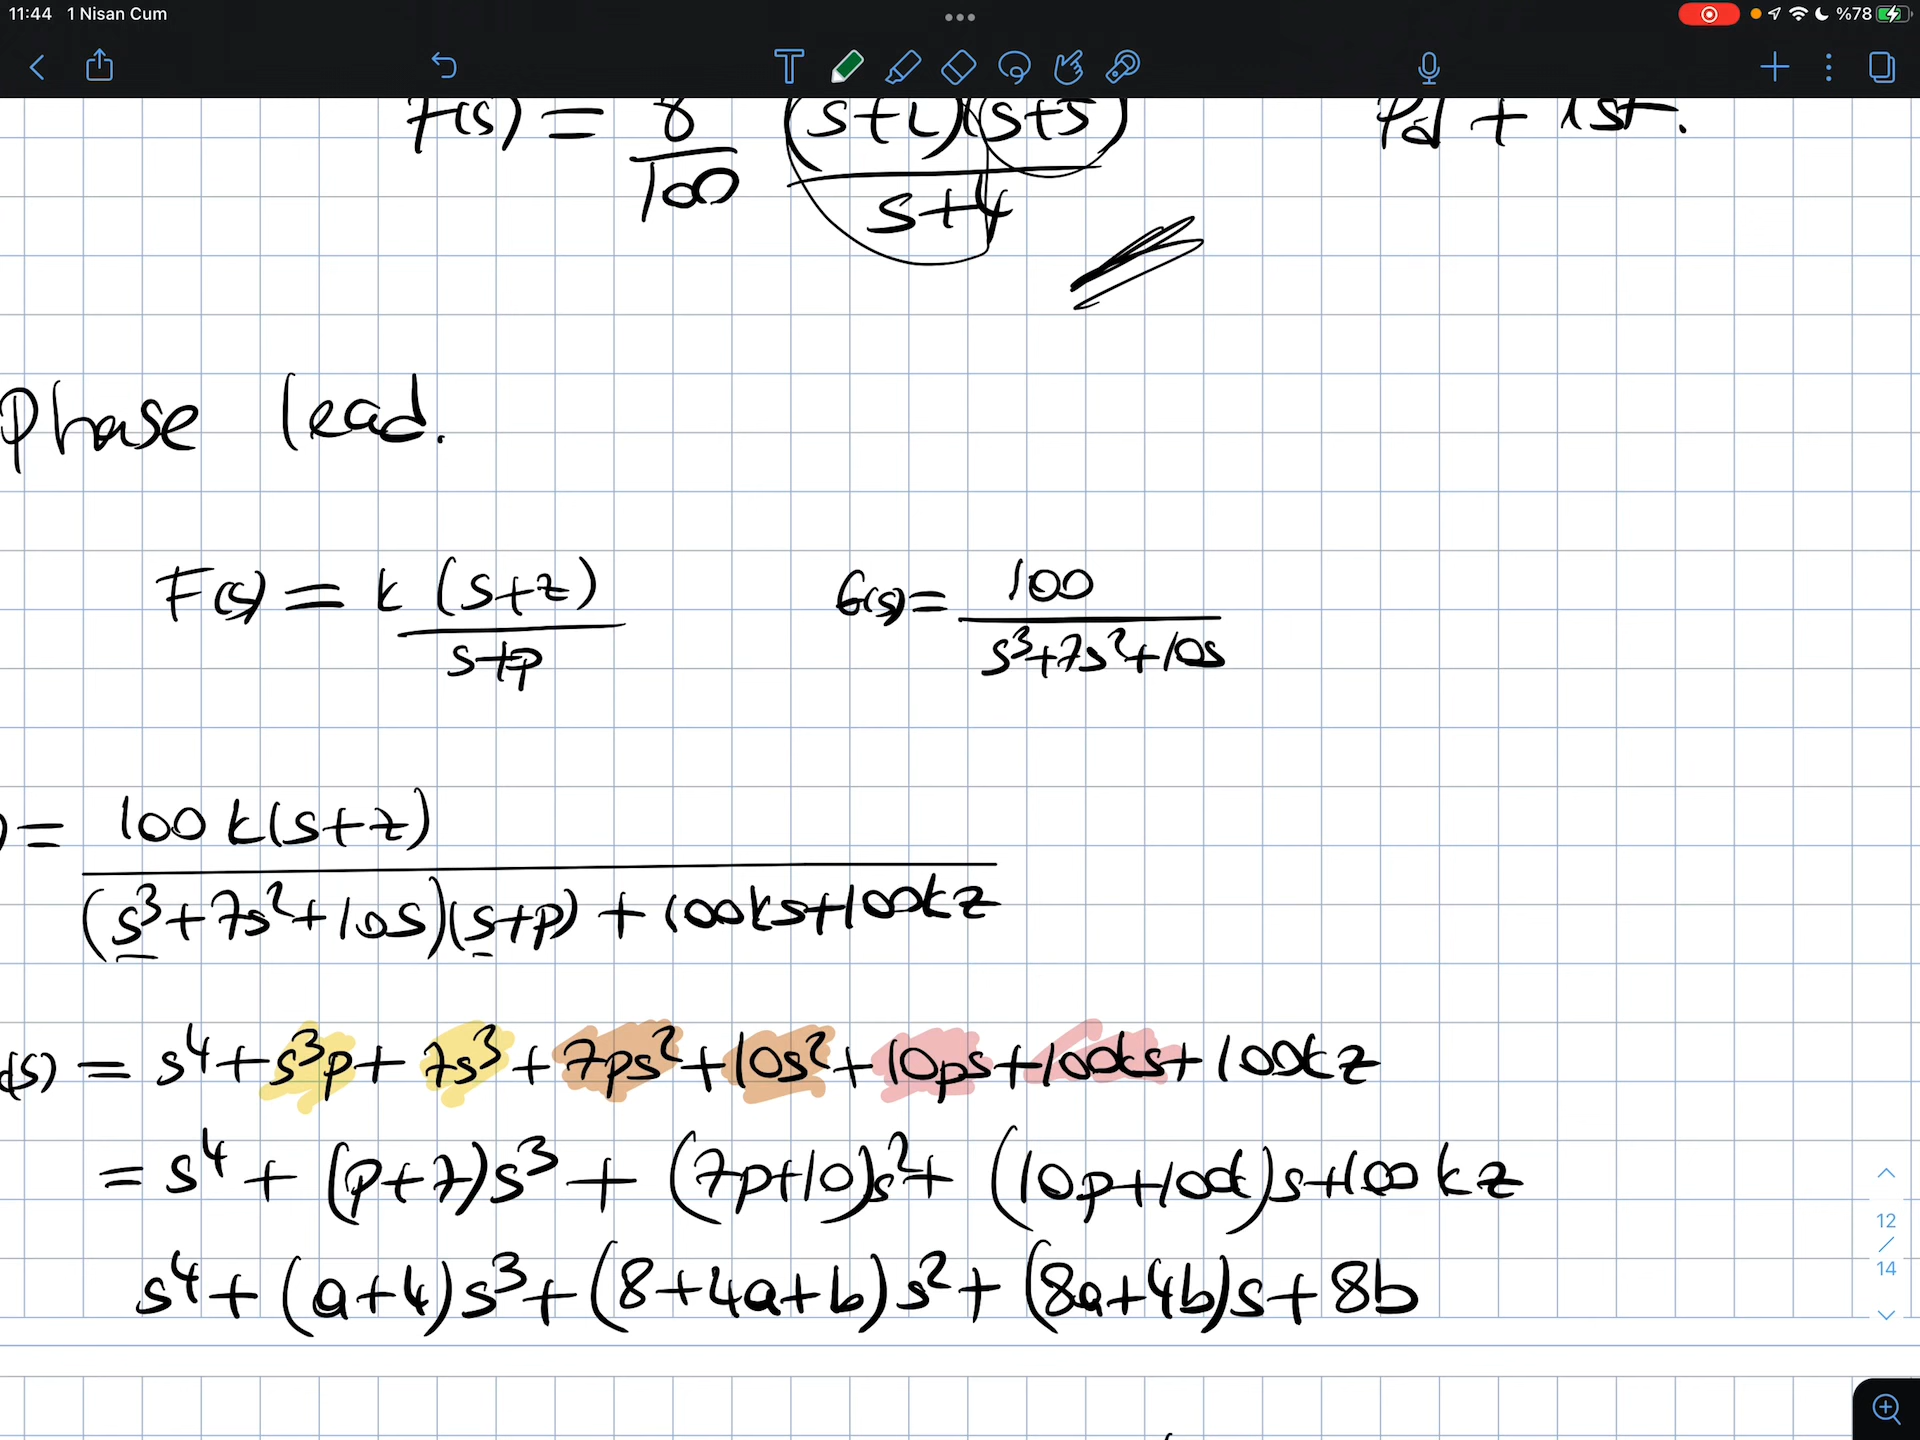 11:44 1 Nisan Cum
%78
F(s) = 8/100 (s+2)(s+5)/(s+4)
Pd + 1st.
Phase lead.
F(s) = k (s+z)/(s+p)
G(s) = 100/(s³+7s²+10s)
) = 100k(s+z)/((s³+7s²+10s)(s+p) + 100ks+100kz)
d(s) = s⁴+s³p+7s³+7ps²+10s²+10ps+100ks+100kz
= s⁴ + (p+7)s³ + (7p+10)s² + (10p+100k)s+100kz
s⁴+(a+4)s³+(8+4a+b)s²+(8a+4b)s+8b
12
/
14